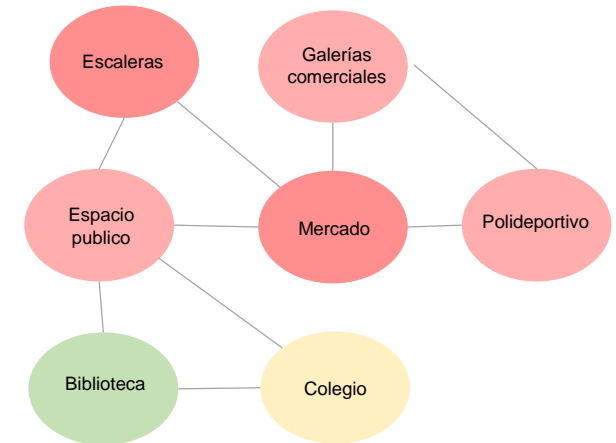 Escaleras
Galerías
comerciales
Espacio
publico
Mercado
Polideportivo
Biblioteca
Colegio